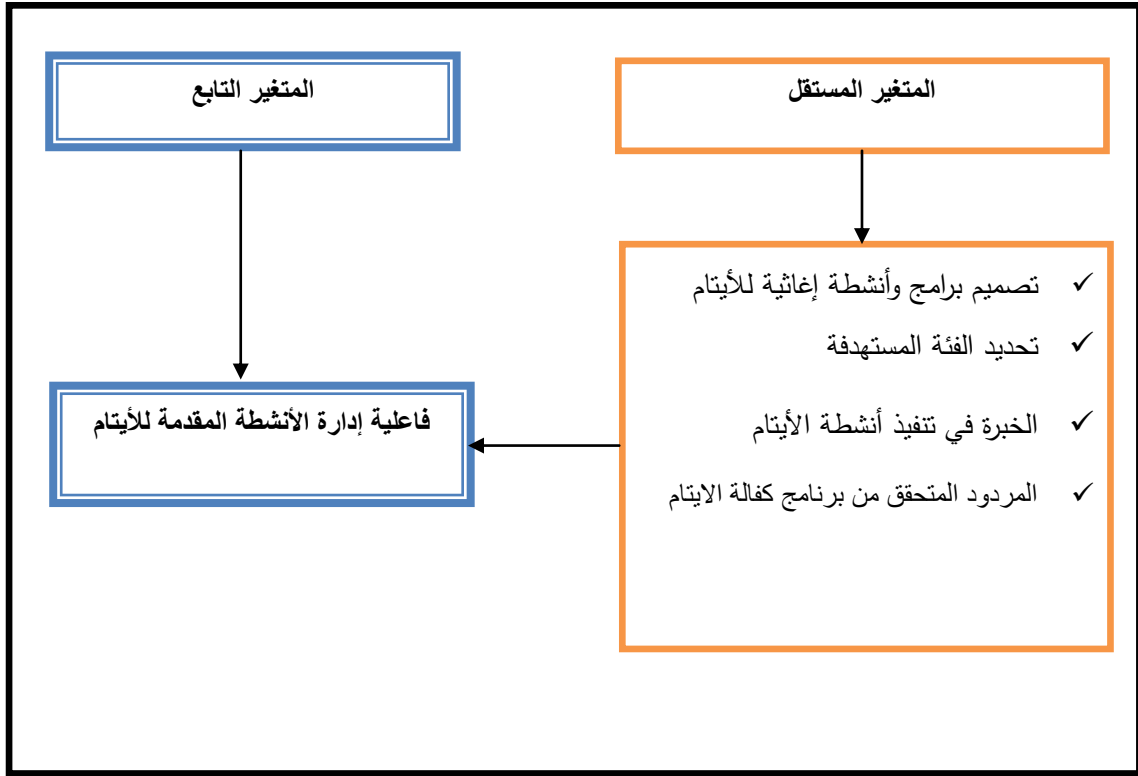 المتغير المستقل
المتغير التابع
تصميم برامج وأنشطة إغاثية للأيتام
تحديد الفئة المستهدفة
الخبرة في تنفيذ أنشطة الأيتام
المردود المتحقق من برنامج كفالة الايتام
فاعلية إدارة الأنشطة المقدمة للأيتام